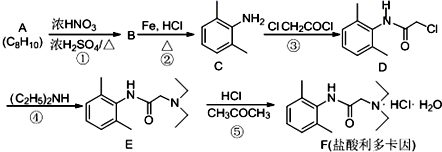 A 浓HNO3 B Fe, HCl NH2 ClCH2COCl H N Cl
(C8H10) 浓H2SO4/△ △ O
① ② C ③ D
(C2H5)2NH H N N HCl H N N HCl· H2O
④ O CH3COCH3 O
E ⑤ F(盐酸利多卡因)